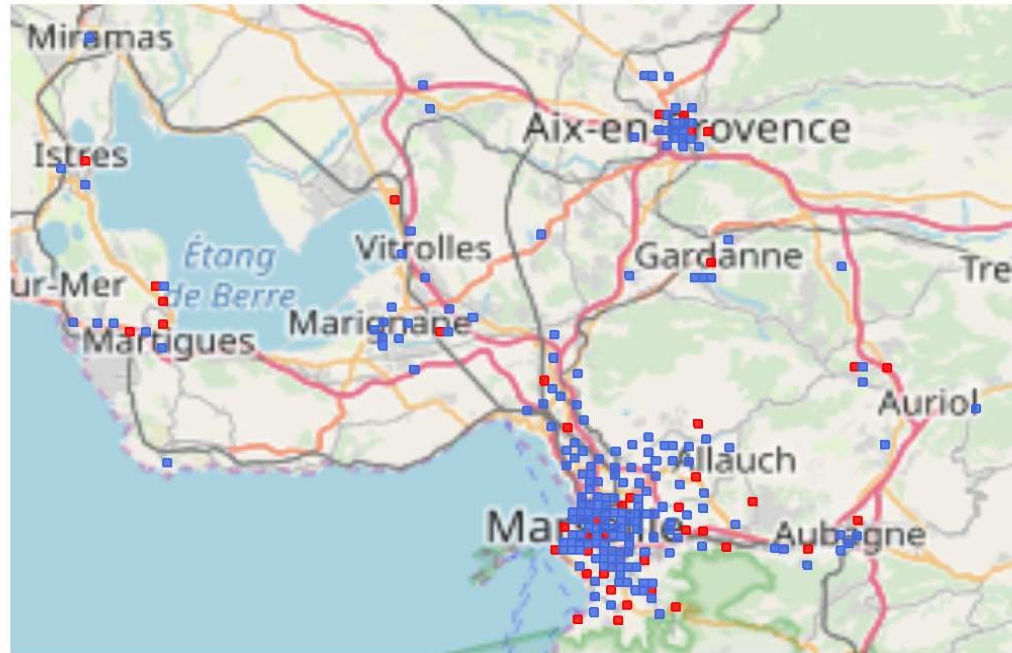 Miramas
Aix-en-Provence
Istres
Étang
de Berre
Vitrolles
Gardanne
Tre
ur-Mer
Marignane
Martigues
Auriol
Allauch
Marseille
Aubagne